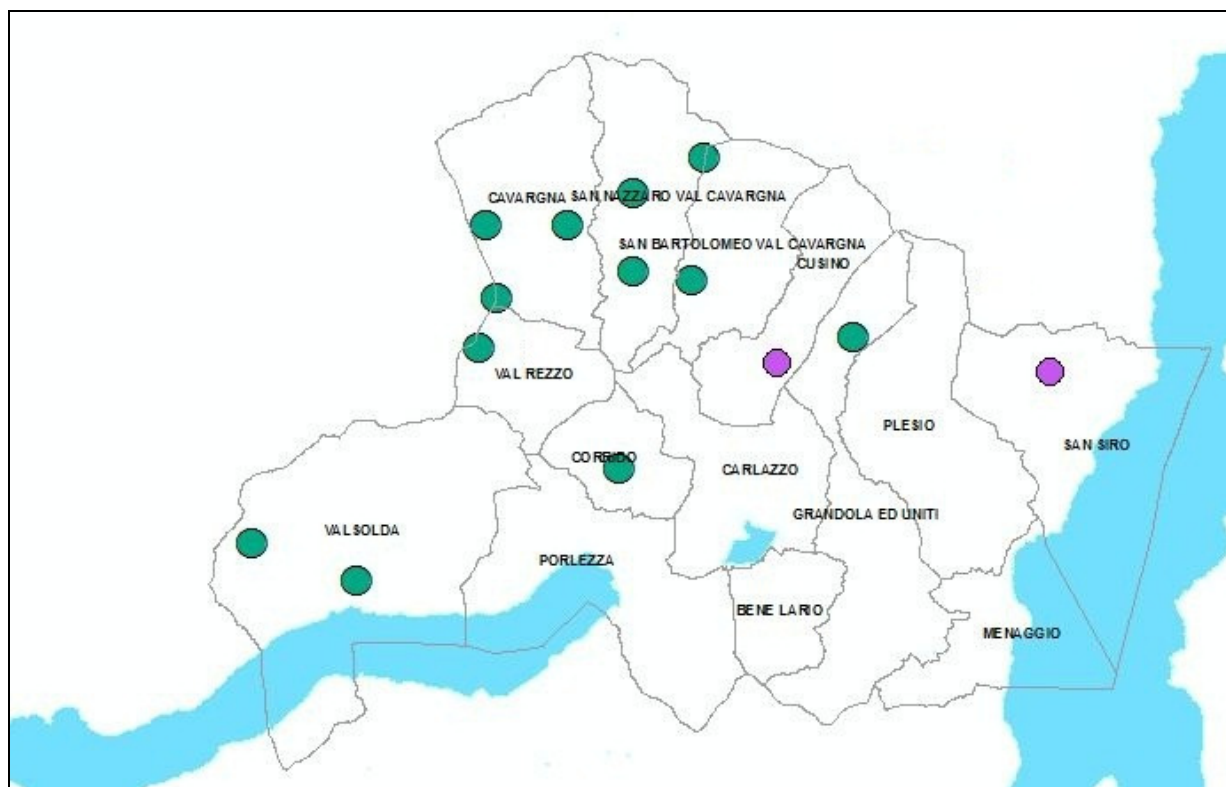 CAVARGNA
SAN NAZZARO VAL CAVARGNA
SAN BARTOLOMEO VAL CAVARGNA
CUSINO
VAL REZZO
PLESIO
SAN SIRO
CORRIDO
CARLAZZO
GRANDOLA ED UNITI
VALSOLDA
PORLEZZA
BENE LARIO
MENAGGIO